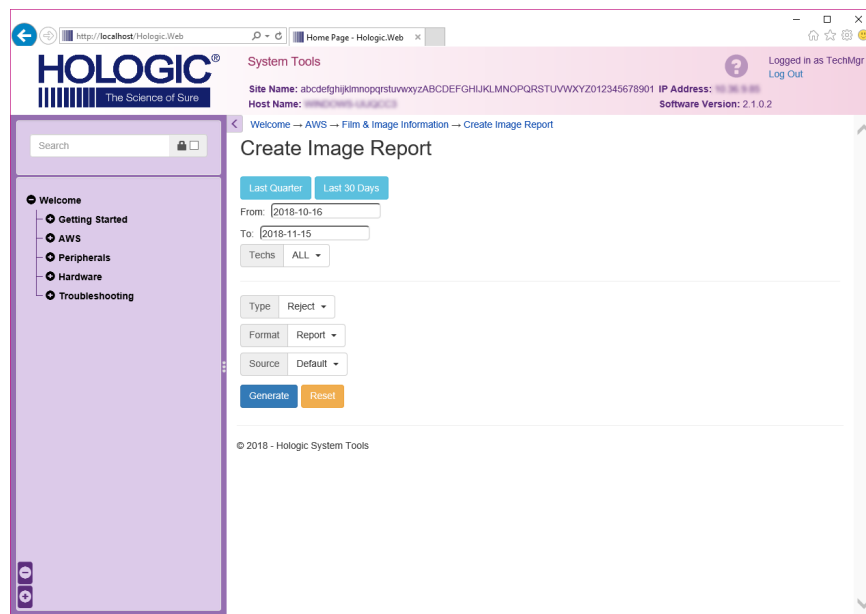 http://localhost/Hologic.Web
Home Page - Hologic.Web
HOLOGIC®
The Science of Sure
System Tools
Logged in as TechMgr
Log Out
Site Name: abcdefghijklmnopqrstuvwxyzABCDEFGHIJKLMNOPQRSTUVWXYZ012345678901 IP Address:
Host Name: Software Version: 2.1.0.2
Welcome → AWS → Film & Image Information → Create Image Report
Search
Create Image Report
Last Quarter Last 30 Days
From: 2018-10-16
To: 2018-11-15
Techs ALL
Type Reject
Format Report
Source Default
Generate Reset
© 2018 - Hologic System Tools
Welcome
Getting Started
AWS
Peripherals
Hardware
Troubleshooting